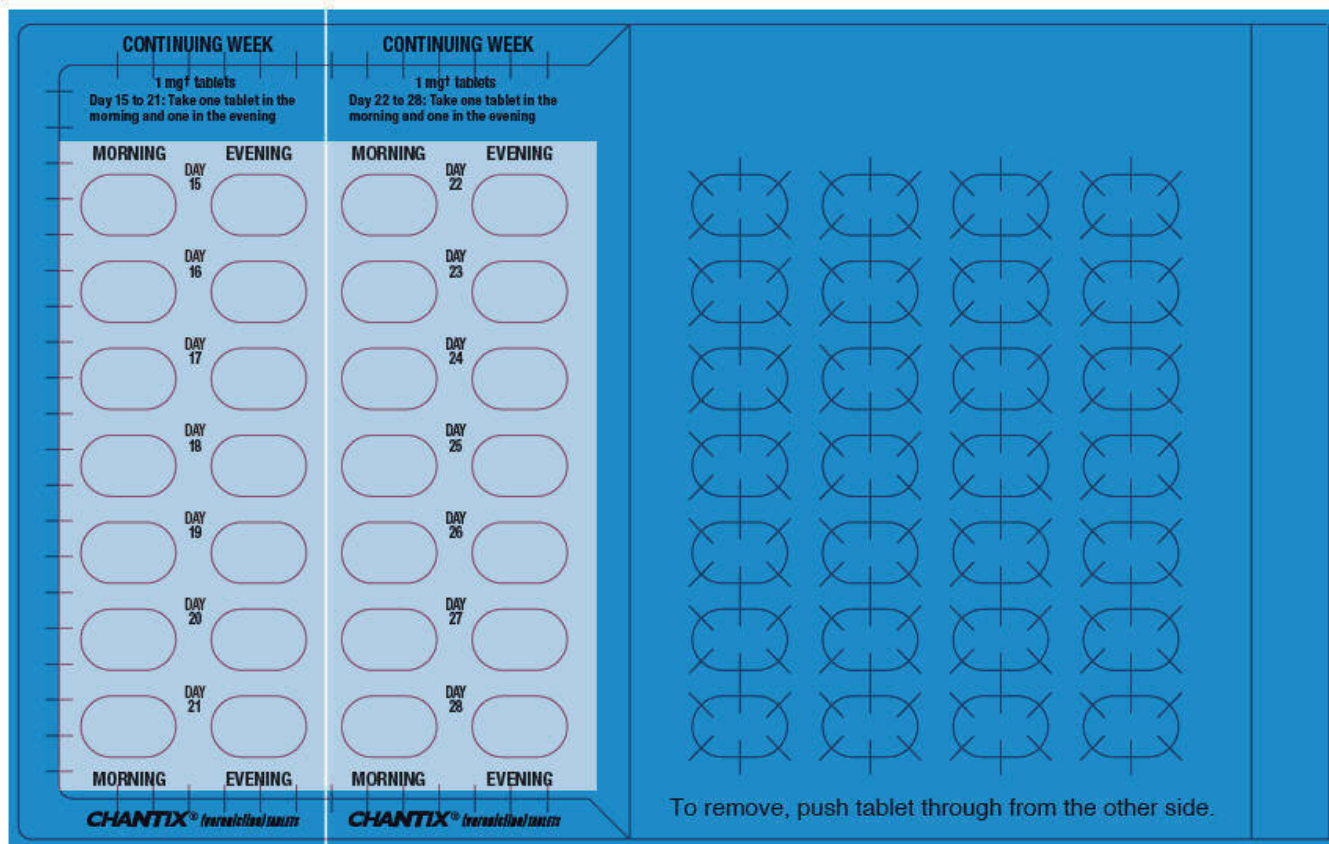 CONTINUING WEEK
1 mg† tablets
Day 15 to 21: Take one tablet in the
morning and one in the evening
MORNING EVENING
DAY
15
DAY
16
DAY
17
DAY
18
DAY
19
DAY
20
DAY
21
MORNING EVENING
CHANTIX® (varenicline) TABLETS
CONTINUING WEEK
1 mg† tablets
Day 22 to 28: Take one tablet in the
morning and one in the evening
MORNING EVENING
DAY
22
DAY
23
DAY
24
DAY
25
DAY
26
DAY
27
DAY
28
MORNING EVENING
CHANTIX® (varenicline) TABLETS
To remove, push tablet through from the other side.